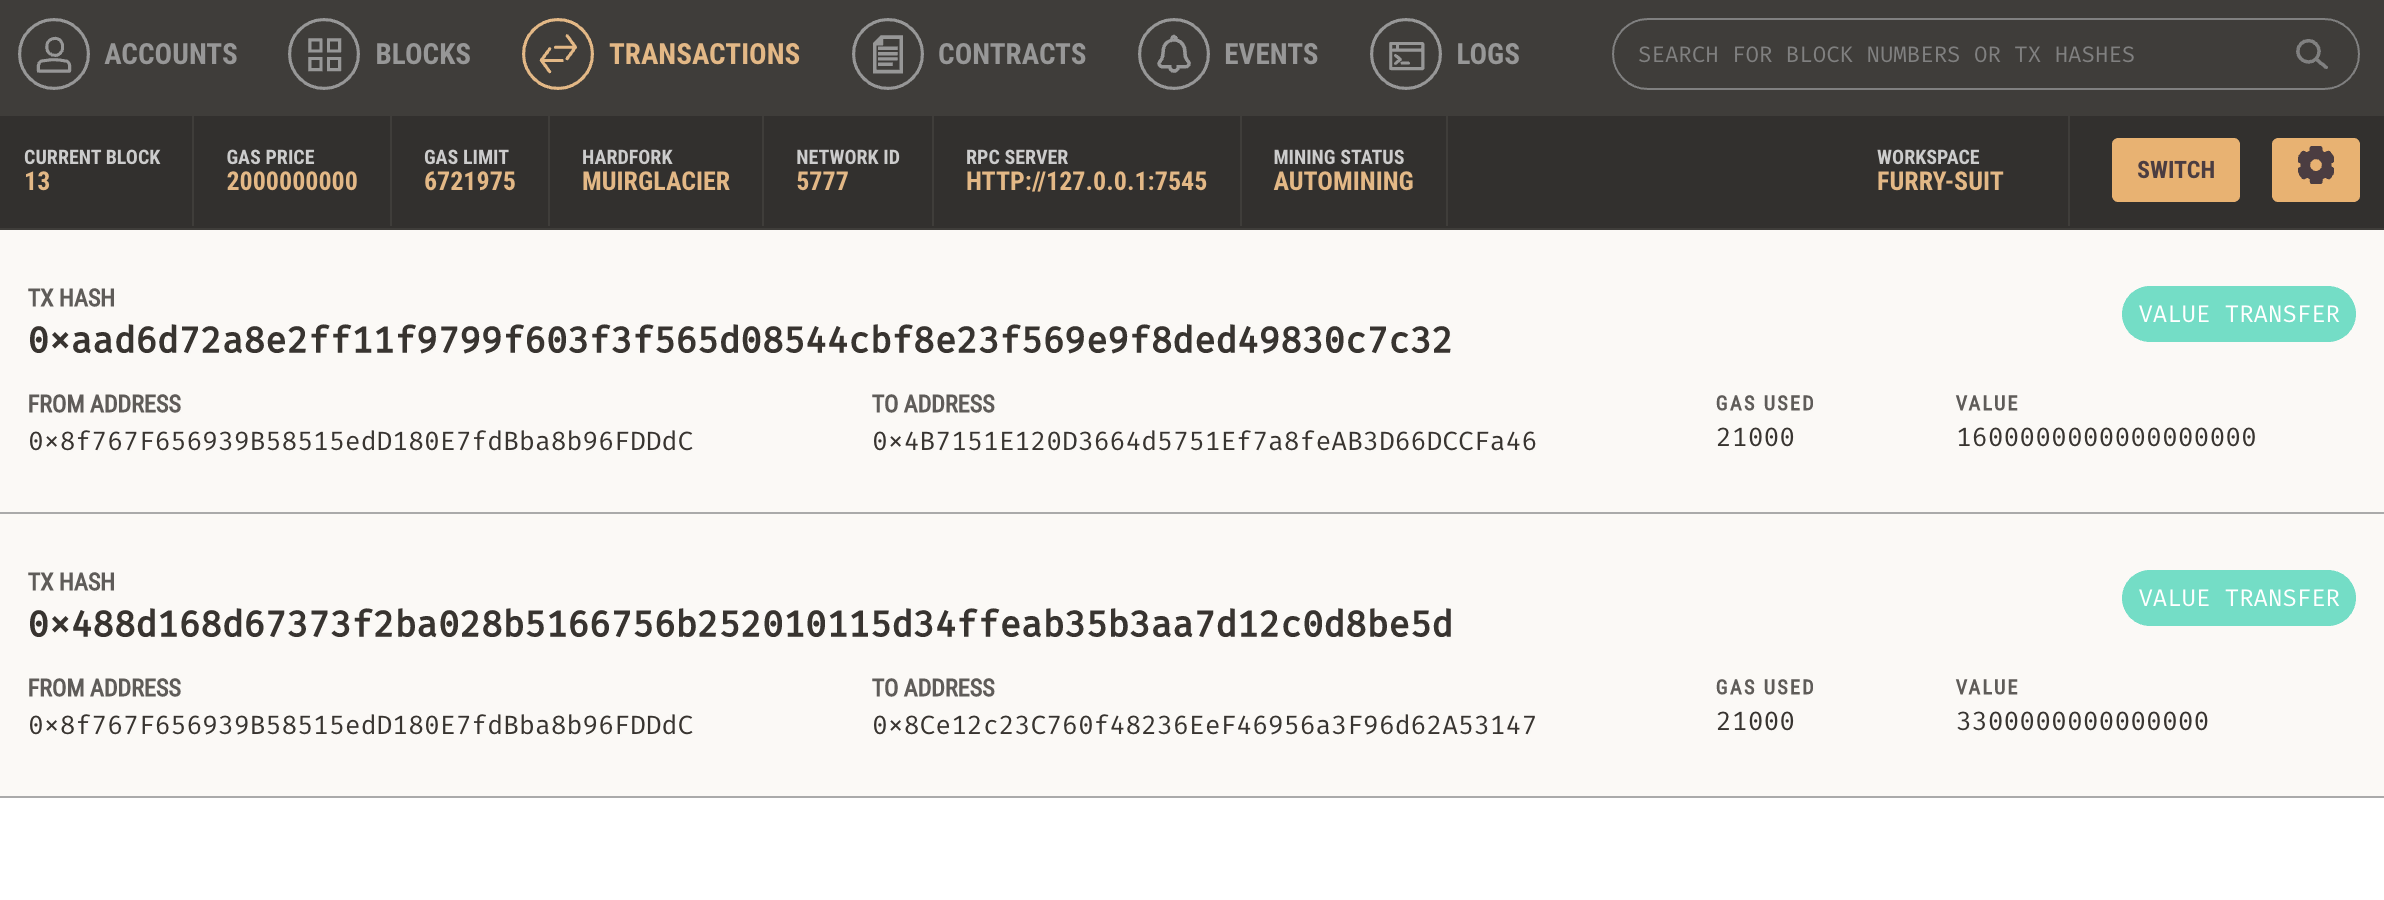 ACCOUNTS BLOCKS TRANSACTIONS CONTRACTS EVENTS LOGS SEARCH FOR BLOCK NUMBERS OR TX HASHES
CURRENT BLOCK GAS PRICE GAS LIMIT HARDFORK NETWORK ID RPC SERVER MINING STATUS WORKSPACE
13 2000000000 6721975 MUIRGLACIER 5777 HTTP://127.0.0.1:7545 AUTOMINING FURRY-SUIT SWITCH
TX HASH
0×aad6d72a8e2ff11f9799f603f3f565d08544cbf8e23f569e9f8ded49830c7c32 VALUE TRANSFER
FROM ADDRESS TO ADDRESS GAS USED VALUE
0×8f767F656939B58515edD180E7fdBba8b96FDDdC 0×4B7151E120D3664d5751Ef7a8feAB3D66DCCFa46 21000 1600000000000000000
TX HASH
0×488d168d67373f2ba028b5166756b252010115d34ffeab35b3aa7d12c0d8be5d VALUE TRANSFER
FROM ADDRESS TO ADDRESS GAS USED VALUE
0×8f767F656939B58515edD180E7fdBba8b96FDDdC 0×8Ce12c23C760f48236EeF46956a3F96d62A53147 21000 3300000000000000